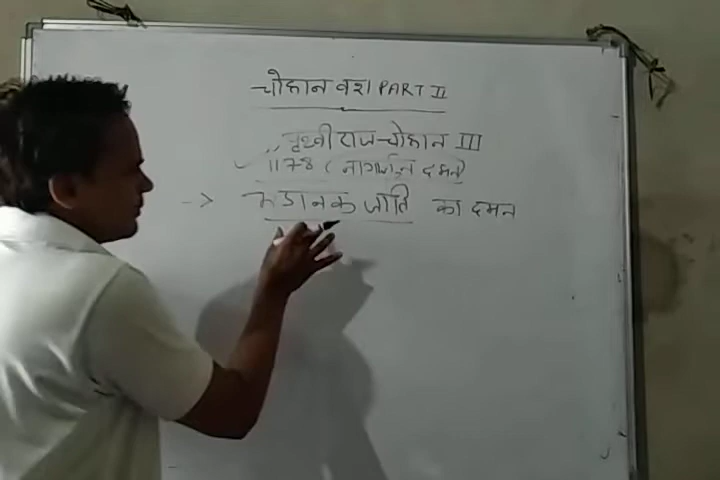 चोहान वंश PART II
,, पृथ्वीराज चोहान III
1178 ( नागार्जुन दमन)
-> भडानक जाति का दमन